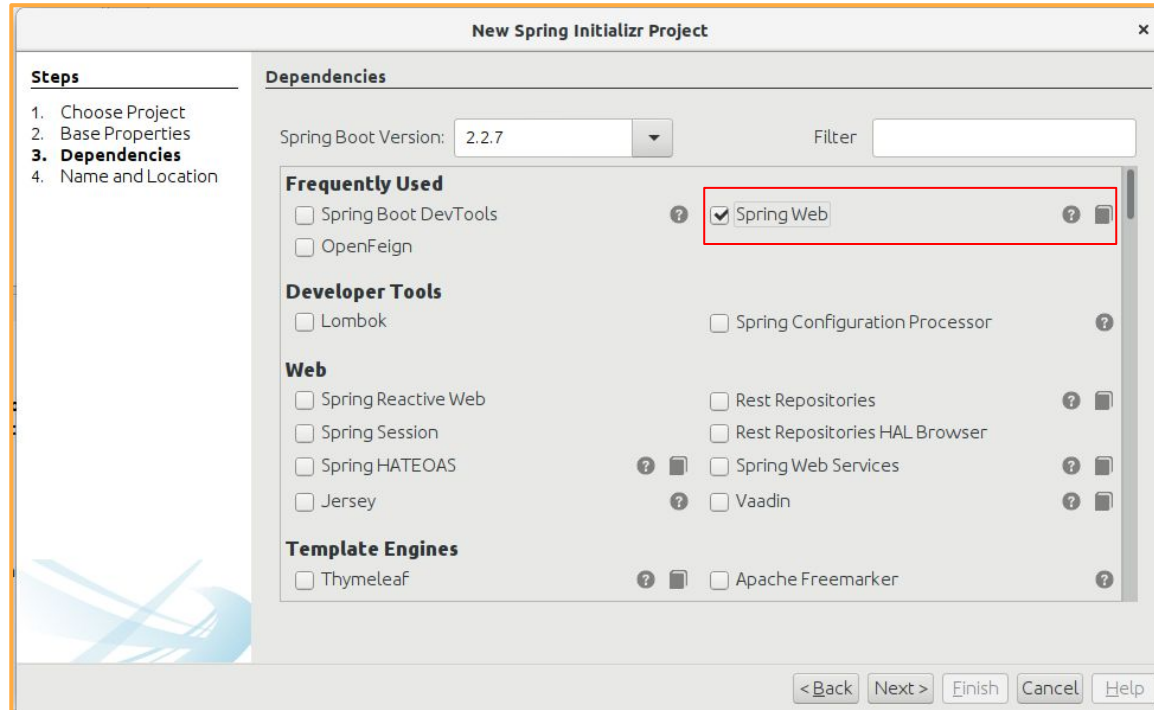 New Spring Initializr Project
×
Steps
1. Choose Project
2. Base Properties
3. Dependencies
4. Name and Location
Dependencies
Spring Boot Version: 2.2.7 Filter
Frequently Used
Spring Boot DevTools ? Spring Web ?
OpenFeign
Developer Tools
Lombok Spring Configuration Processor ?
Web
Spring Reactive Web Rest Repositories ?
Spring Session Rest Repositories HAL Browser
Spring HATEOAS ? Spring Web Services ?
Jersey ? Vaadin ?
Template Engines
Thymeleaf ? Apache Freemarker ?
< Back Next > Finish Cancel Help